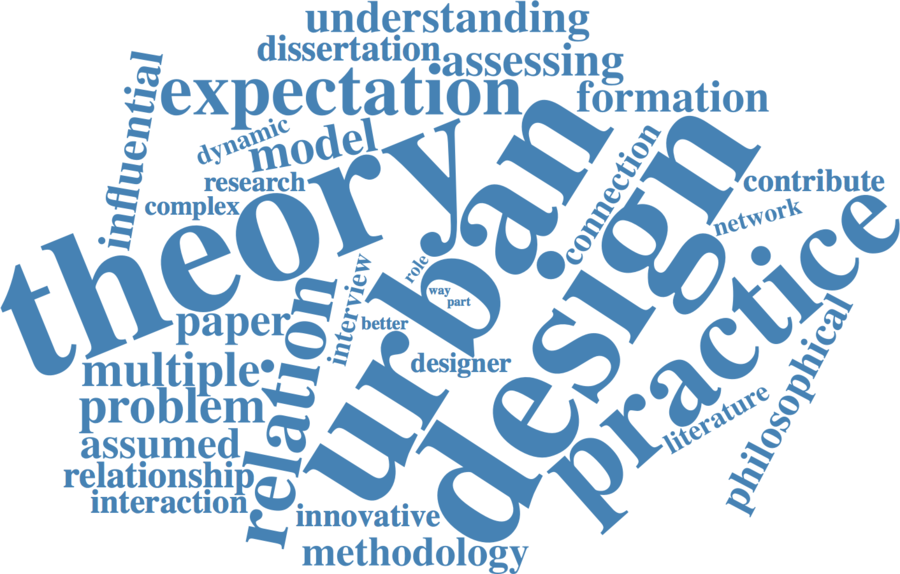 understanding
dissertation
assessing
expectation
formation
influential
dynamic
model
research
complex
connection
contribute
network
theory
urban
design
practice
role
way
part
interview
better
designer
paper
relation
multiple
problem
assumed
relationship
interaction
literature
philosophical
innovative
methodology